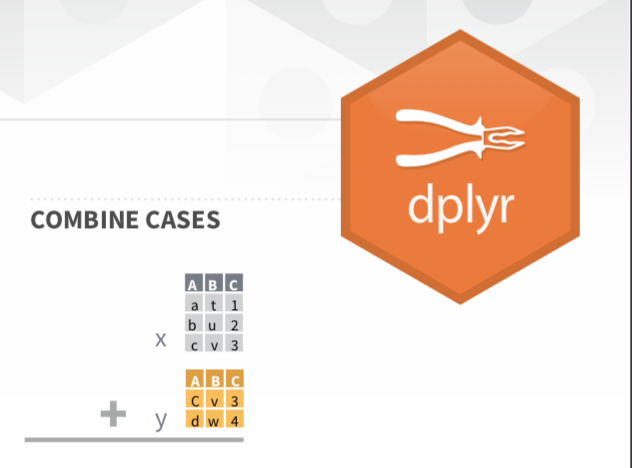 dplyr
COMBINE CASES
A B C
a t 1
b u 2
x c v 3
A B C
C v 3
+ y d w 4